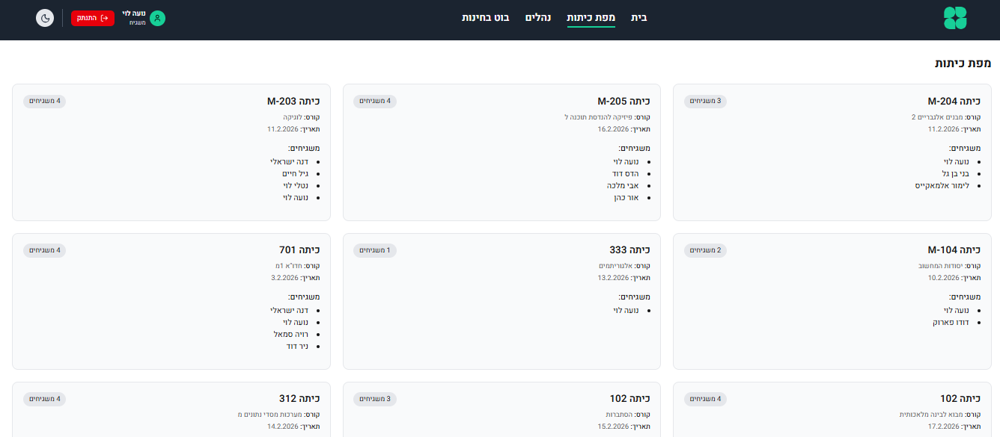 בית
מפת כיתות
נהלים
בוט בחינות
נועה לוי
משגיח
התנתק
מפת כיתות
כיתה M-204
3 משגיחים
קורס: מבנים אלגבריים 2
תאריך: 11.2.2026
משגיחים:
נועה לוי
בני בן גל
לימור אלמאקייס
כיתה M-205
4 משגיחים
קורס: פיזיקה להנדסת תוכנה ל
תאריך: 16.2.2026
משגיחים:
נועה לוי
הדס דוד
אבי מלכה
אור כהן
כיתה M-203
4 משגיחים
קורס: לוגיקה
תאריך: 11.2.2026
משגיחים:
דנה ישראלי
גיל חיים
נטלי לוי
נועה לוי
כיתה M-104
2 משגיחים
קורס: יסודות המחשוב
תאריך: 10.2.2026
משגיחים:
נועה לוי
דודו פארוק
כיתה 333
1 משגיחים
קורס: אלגוריתמים
תאריך: 13.2.2026
משגיחים:
נועה לוי
כיתה 701
4 משגיחים
קורס: חדו"א 1מ
תאריך: 3.2.2026
משגיחים:
דנה ישראלי
נועה לוי
רויה סמאל
ניר דוד
כיתה 102
4 משגיחים
קורס: מבוא לבינה מלאכותית
תאריך: 17.2.2026
כיתה 102
3 משגיחים
קורס: הסתברות
תאריך: 15.2.2026
כיתה 312
4 משגיחים
קורס: מערכות מסדי נתונים מ
תאריך: 14.2.2026